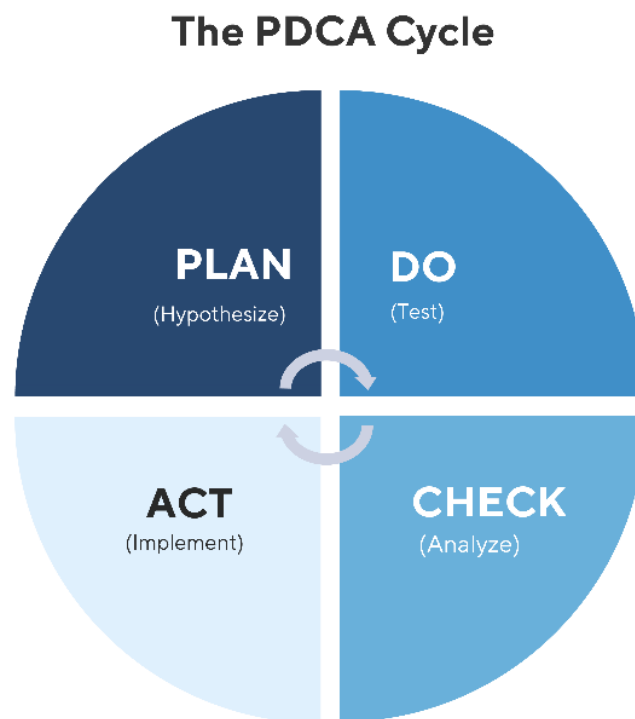 The PDCA Cycle
PLAN
(Hypothesize)
DO
(Test)
ACT
(Implement)
CHECK
(Analyze)